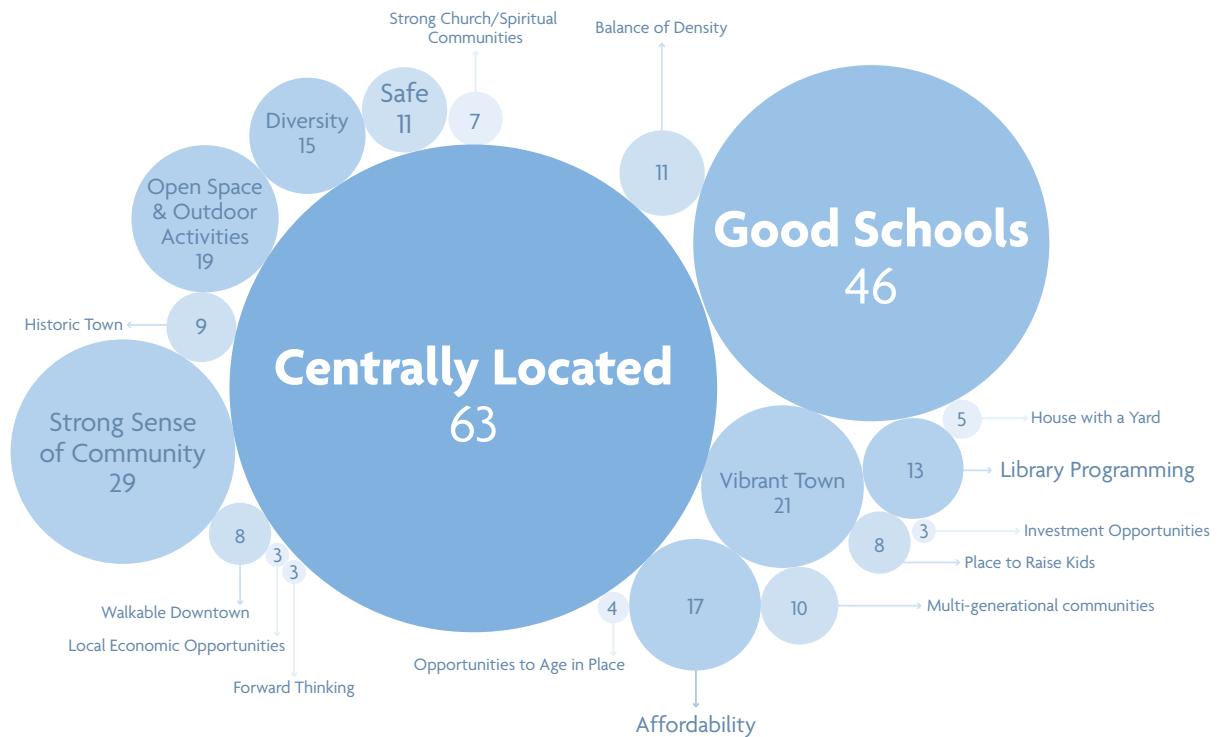 Strong Church/Spiritual
Communities
7
Balance of Density
11
Safe
11
Diversity
15
Open Space
& Outdoor
Activities
19
Good Schools
46
Historic Town
9
Centrally Located
63
Strong Sense
of Community
29
5
House with a Yard
13
Library Programming
Vibrant Town
21
3
Investment Opportunities
8
Place to Raise Kids
8
Walkable Downtown
3
Local Economic Opportunities
3
Forward Thinking
4
Opportunities to Age in Place
17
Affordability
10
Multi-generational communities